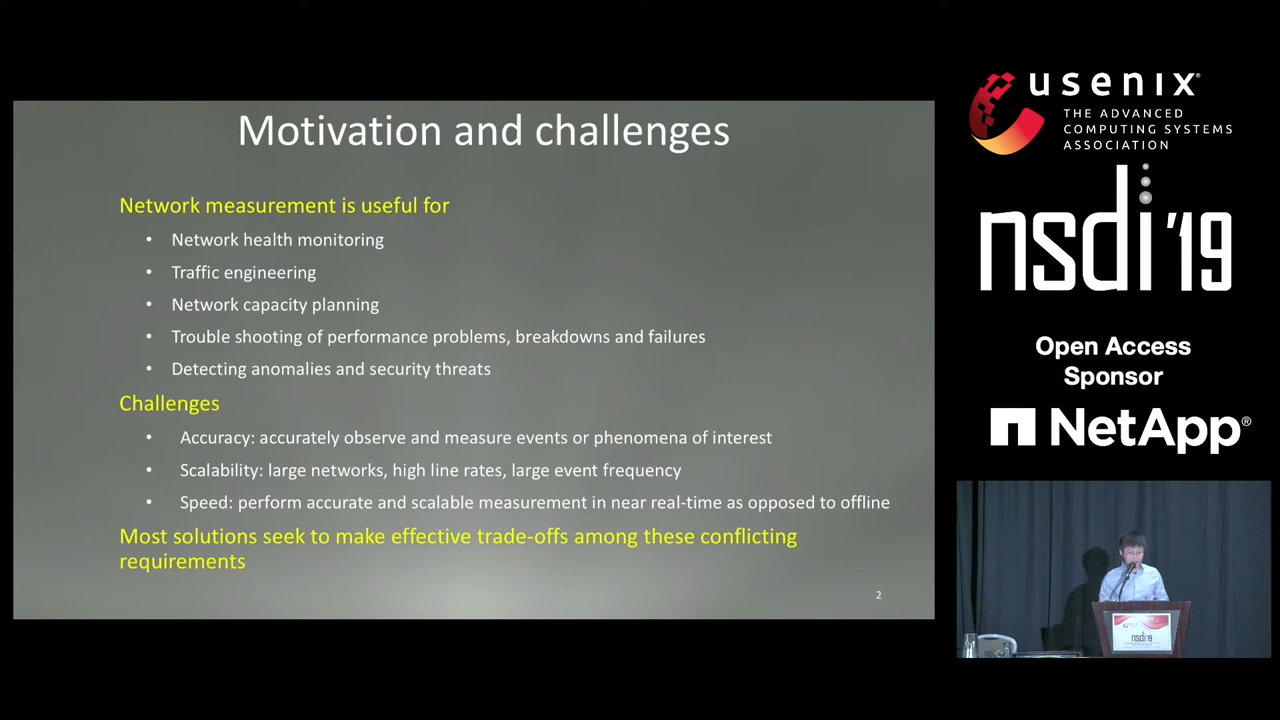 Motivation and challenges
Network measurement is useful for
• Network health monitoring
• Traffic engineering
• Network capacity planning
• Trouble shooting of performance problems, breakdowns and failures
• Detecting anomalies and security threats
Challenges
• Accuracy: accurately observe and measure events or phenomena of interest
• Scalability: large networks, high line rates, large event frequency
• Speed: perform accurate and scalable measurement in near real-time as opposed to offline
Most solutions seek to make effective trade-offs among these conflicting
requirements
2
usenix®
THE ADVANCED
COMPUTING SYSTEMS
ASSOCIATION
nsdi '19
Open Access
Sponsor
NetApp®
nsdi'19